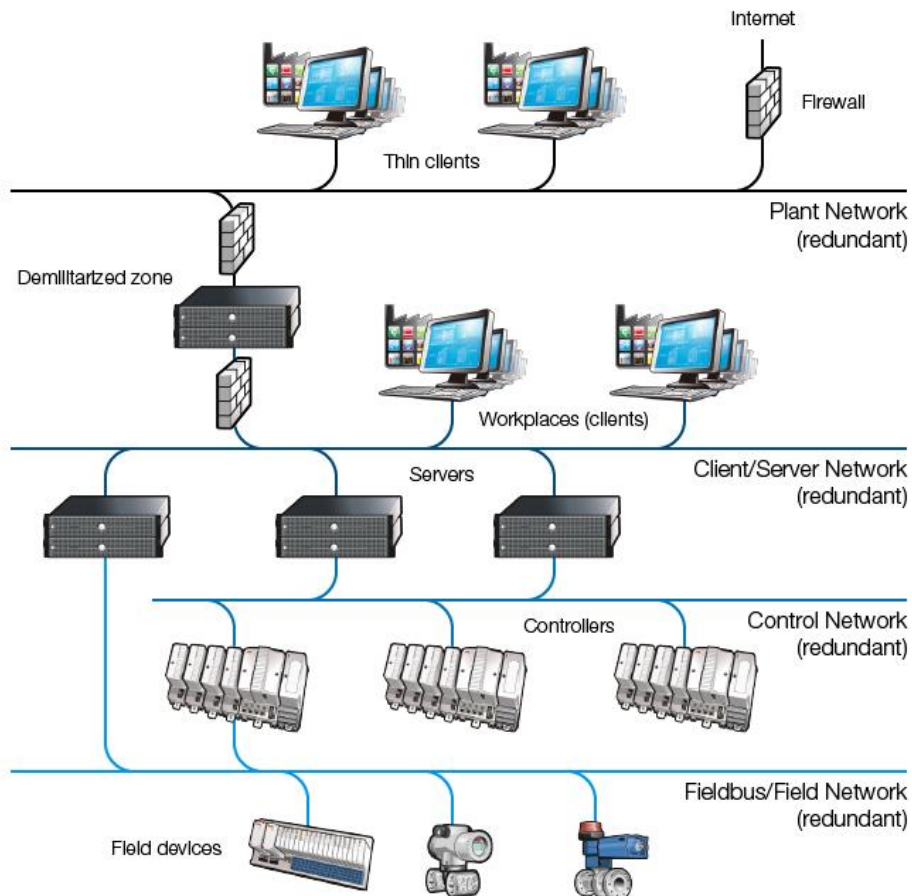 Internet
Firewall
Thin clients
Plant Network
(redundant)
Demilitarized zone
Workplaces (clients)
Servers
Client/Server Network
(redundant)
Controllers
Control Network
(redundant)
Fieldbus/Field Network
(redundant)
Field devices